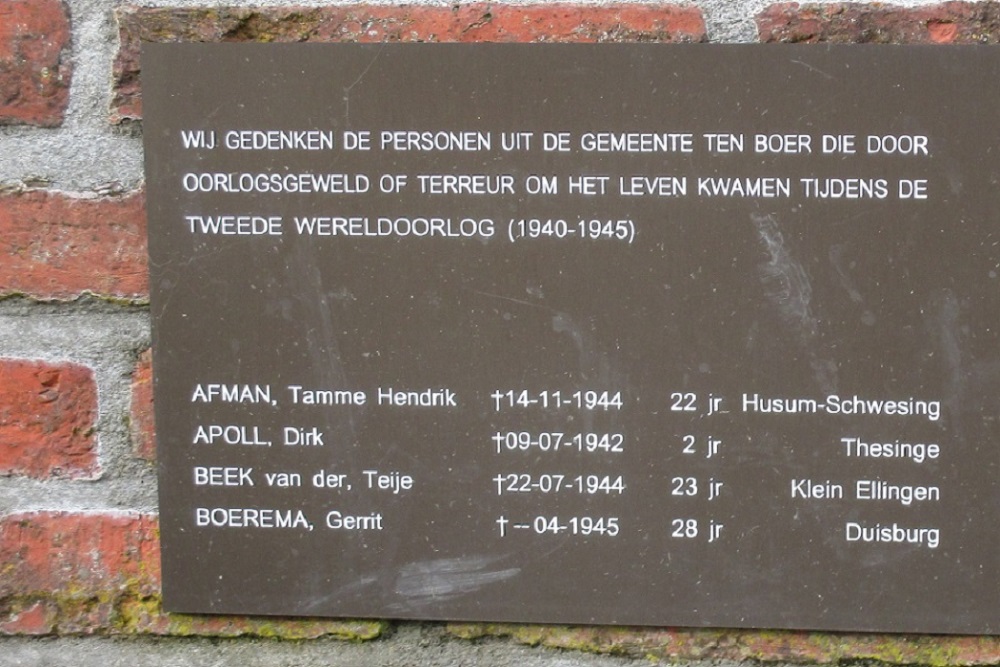 WIJ GEDENKEN DE PERSONEN UIT DE GEMEENTE TEN BOER DIE DOOR
OORLOGSGEWELD OF TERREUR OM HET LEVEN KWAMEN TIJDENS DE
TWEEDE WERELDOORLOG (1940-1945)
AFMAN, Tamme Hendrik †14-11-1944 22 jr Husum-Schwesing
APOLL, Dirk †09-07-1942 2 jr Thesinge
BEEK van der, Teije †22-07-1944 23 jr Klein Ellingen
BOEREMA, Gerrit †--04-1945 28 jr Duisburg